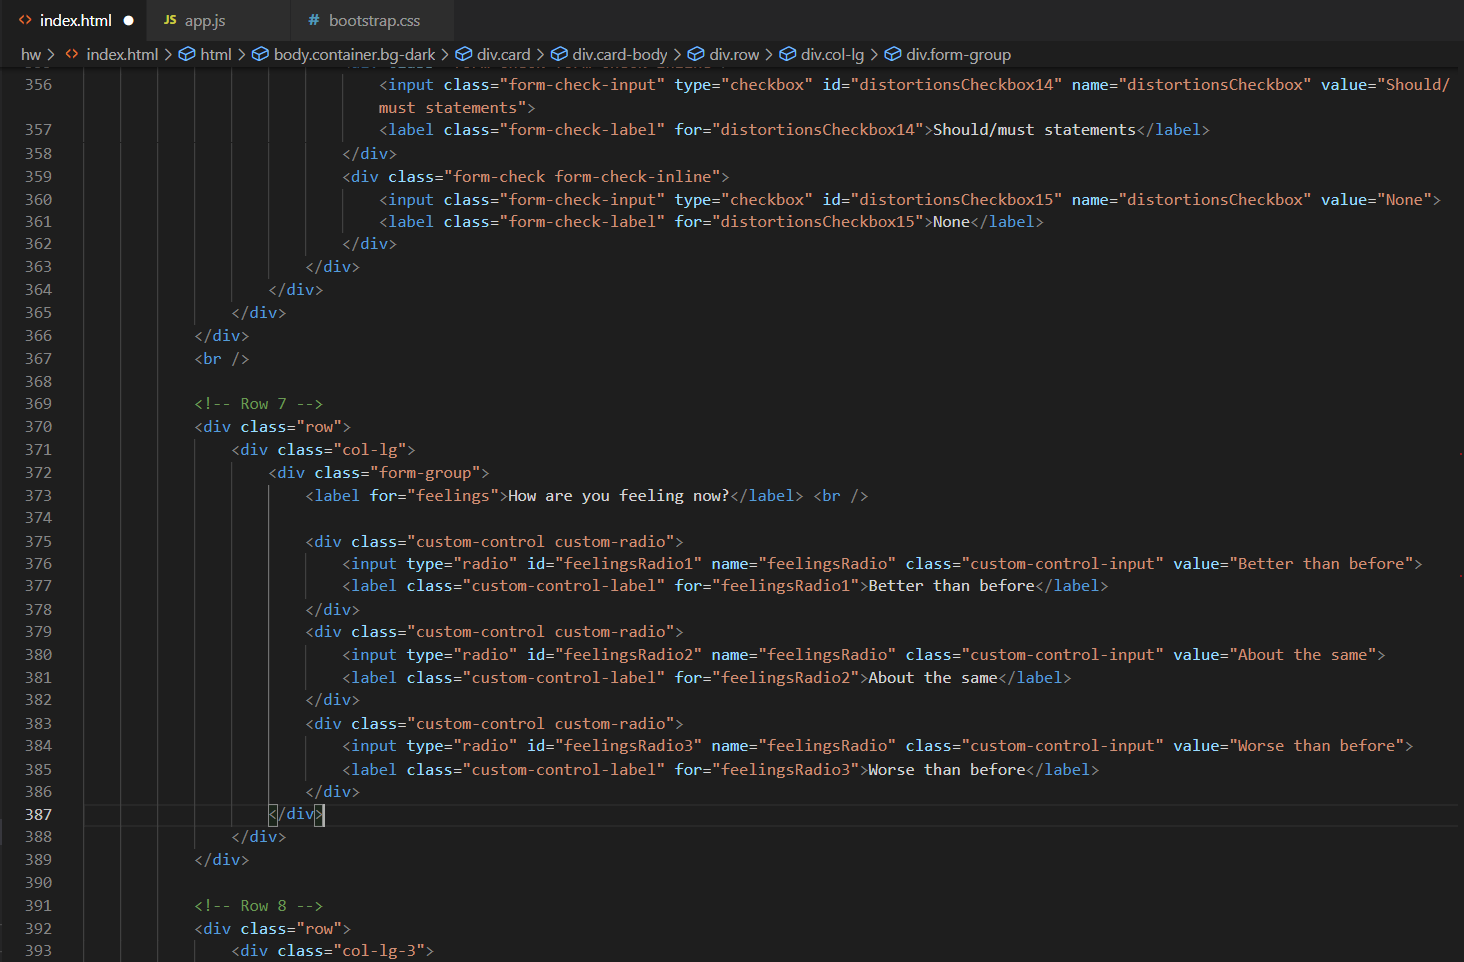 index.html
JS app.js
# bootstrap.css
hw > index.html > html > body.container.bg-dark > div.card > div.card-body > div.row > div.col-lg > div.form-group
356 <input class="form-check-input" type="checkbox" id="distortionsCheckbox14" name="distortionsCheckbox" value="Should/
must statements">
357 <label class="form-check-label" for="distortionsCheckbox14">Should/must statements</label>
358 </div>
359 <div class="form-check form-check-inline">
360 <input class="form-check-input" type="checkbox" id="distortionsCheckbox15" name="distortionsCheckbox" value="None">
361 <label class="form-check-label" for="distortionsCheckbox15">None</label>
362 </div>
363 </div>
364 </div>
365 </div>
366 </div>
367 <br />
368
369 <!-- Row 7 -->
370 <div class="row">
371 <div class="col-lg">
372 <div class="form-group">
373 <label for="feelings">How are you feeling now?</label> <br />
374
375 <div class="custom-control custom-radio">
376 <input type="radio" id="feelingsRadio1" name="feelingsRadio" class="custom-control-input" value="Better than before">
377 <label class="custom-control-label" for="feelingsRadio1">Better than before</label>
378 </div>
379 <div class="custom-control custom-radio">
380 <input type="radio" id="feelingsRadio2" name="feelingsRadio" class="custom-control-input" value="About the same">
381 <label class="custom-control-label" for="feelingsRadio2">About the same</label>
382 </div>
383 <div class="custom-control custom-radio">
384 <input type="radio" id="feelingsRadio3" name="feelingsRadio" class="custom-control-input" value="Worse than before">
385 <label class="custom-control-label" for="feelingsRadio3">Worse than before</label>
386 </div>
387 </div>
388 </div>
389 </div>
390
391 <!-- Row 8 -->
392 <div class="row">
393 <div class="col-lg-3">